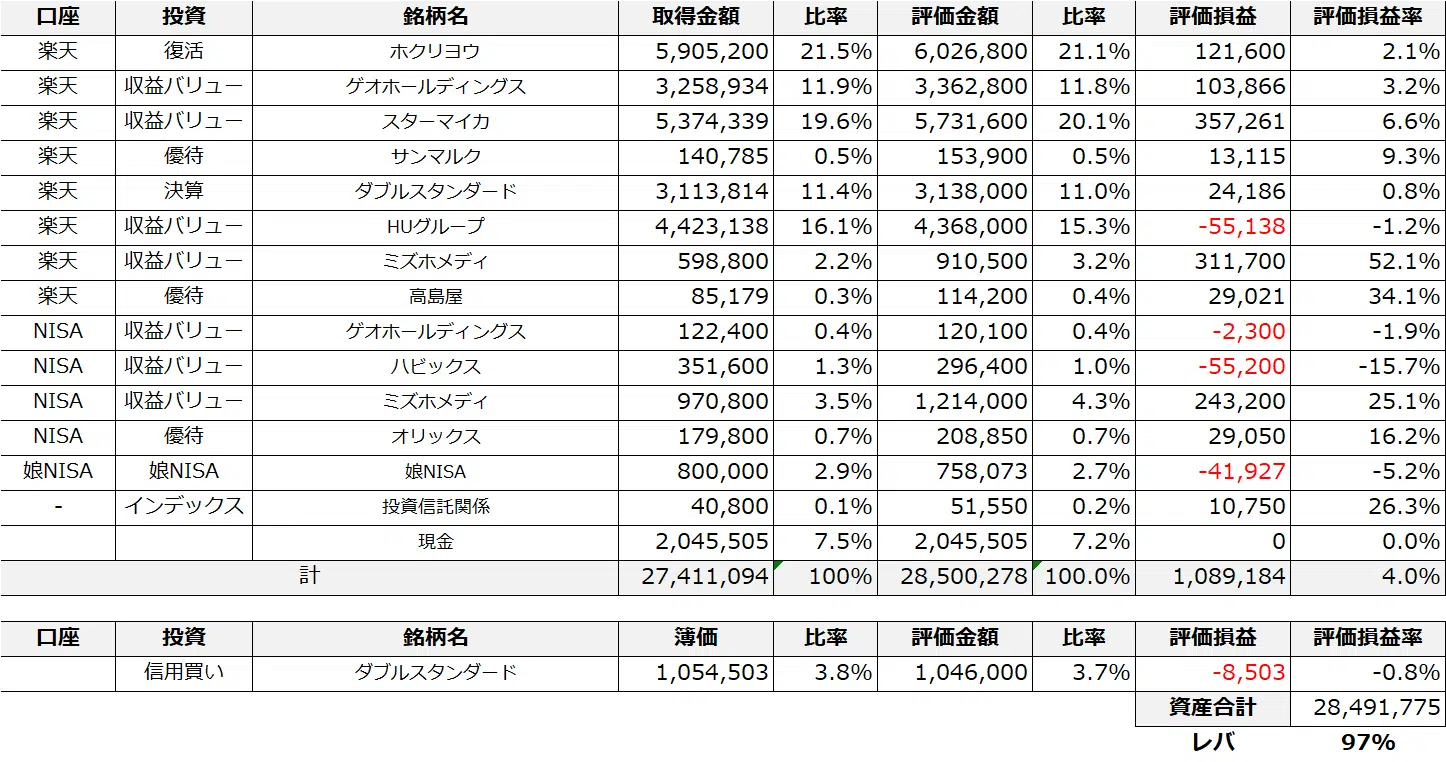 口座 投資 銘柄名 取得金額 比率 評価金額 比率 評価損益 評価損益率
楽天 復活 ホクリヨウ 5,905,200 21.5% 6,026,800 21.1% 121,600 2.1%
楽天 収益バリュー ゲオホールディングス 3,258,934 11.9% 3,362,800 11.8% 103,866 3.2%
楽天 収益バリュー スターマイカ 5,374,339 19.6% 5,731,600 20.1% 357,261 6.6%
楽天 優待 サンマルク 140,785 0.5% 153,900 0.5% 13,115 9.3%
楽天 決算 ダブルスタンダード 3,113,814 11.4% 3,138,000 11.0% 24,186 0.8%
楽天 収益バリュー HUグループ 4,423,138 16.1% 4,368,000 15.3% -55,138 -1.2%
楽天 収益バリュー ミズホメディ 598,800 2.2% 910,500 3.2% 311,700 52.1%
楽天 優待 高島屋 85,179 0.3% 114,200 0.4% 29,021 34.1%
NISA 収益バリュー ゲオホールディングス 122,400 0.4% 120,100 0.4% -2,300 -1.9%
NISA 収益バリュー ハビックス 351,600 1.3% 296,400 1.0% -55,200 -15.7%
NISA 収益バリュー ミズホメディ 970,800 3.5% 1,214,000 4.3% 243,200 25.1%
NISA 優待 オリックス 179,800 0.7% 208,850 0.7% 29,050 16.2%
娘NISA 娘NISA 娘NISA 800,000 2.9% 758,073 2.7% -41,927 -5.2%
- インデックス 投資信託関係 40,800 0.1% 51,550 0.2% 10,750 26.3%
現金 2,045,505 7.5% 2,045,505 7.2% 0 0.0%
計 27,411,094 100% 28,500,278 100.0% 1,089,184 4.0%
口座 投資 銘柄名 簿価 比率 評価金額 比率 評価損益 評価損益率
信用買い ダブルスタンダード 1,054,503 3.8% 1,046,000 3.7% -8,503 -0.8%
資産合計 28,491,775
レバ 97%